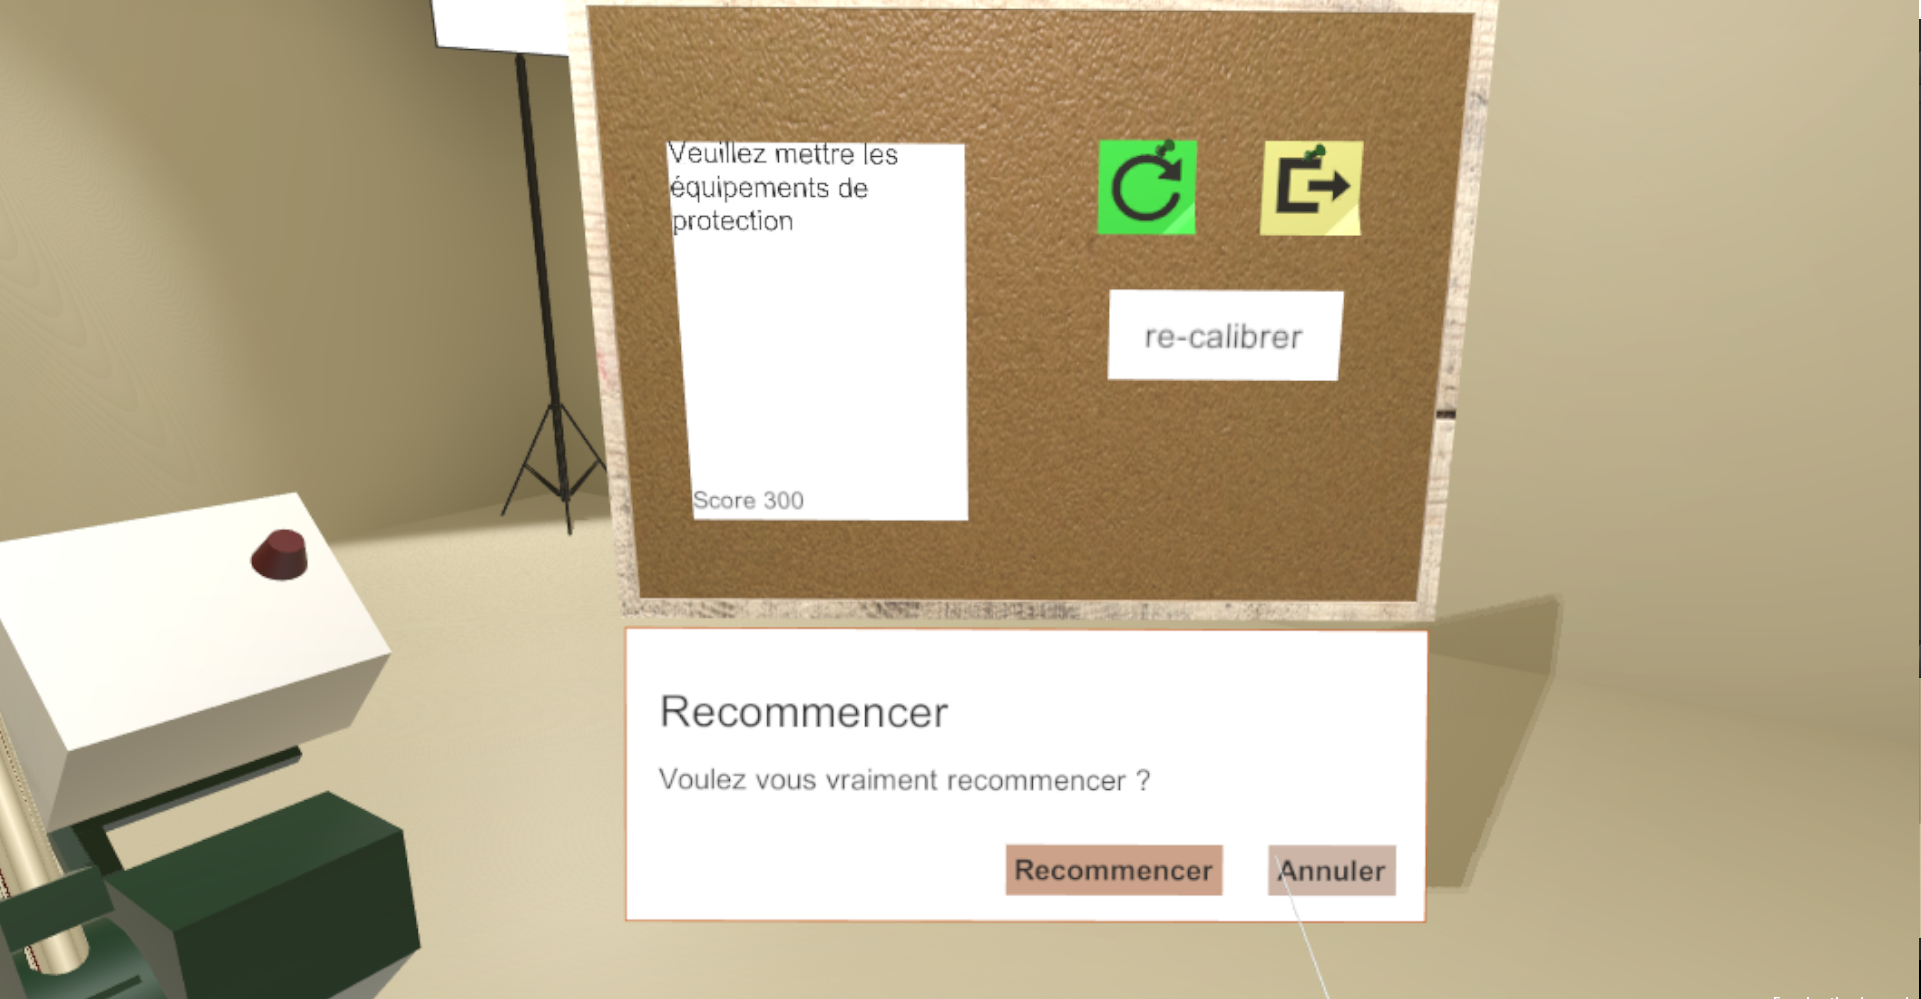 Veuillez mettre les
équipements de
protection
Score 300
re-calibrer
Recommencer
Voulez vous vraiment recommencer ?
Recommencer
Annuler